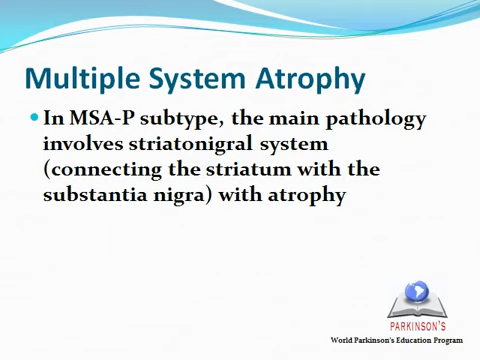 Multiple System Atrophy
In MSA-P subtype, the main pathology
involves striatonigral system
(connecting the striatum with the
substantia nigra) with atrophy
PARKINSON'S
World Parkinson's Education Program